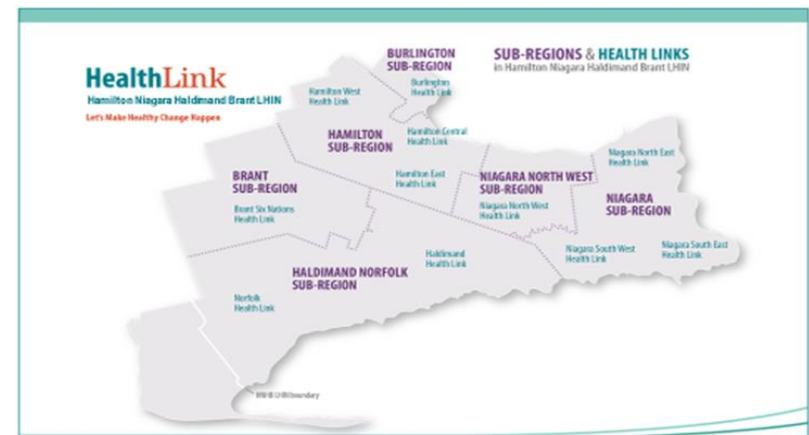 HealthLink
Hamilton Niagara Haldimand Brant LHIN
Let's Make Healthy Change Happen
SUB-REGIONS & HEALTH LINKS
in Hamilton Niagara Haldimand Brant LHIN
BURLINGTON
SUB-REGION
Burlington
Health Link
Hamilton West
Health Link
HAMILTON
SUB-REGION
Hamilton Central
Health Link
Hamilton East
Health Link
BRANT
SUB-REGION
Brant Six Nations
Health Link
NIAGARA NORTH WEST
SUB-REGION
Niagara North West
Health Link
Niagara North East
Health Link
NIAGARA
SUB-REGION
Niagara South West
Health Link
Niagara South East
Health Link
HALDIMAND NORFOLK
SUB-REGION
Haldimand
Health Link
Norfolk
Health Link
LHIN boundary